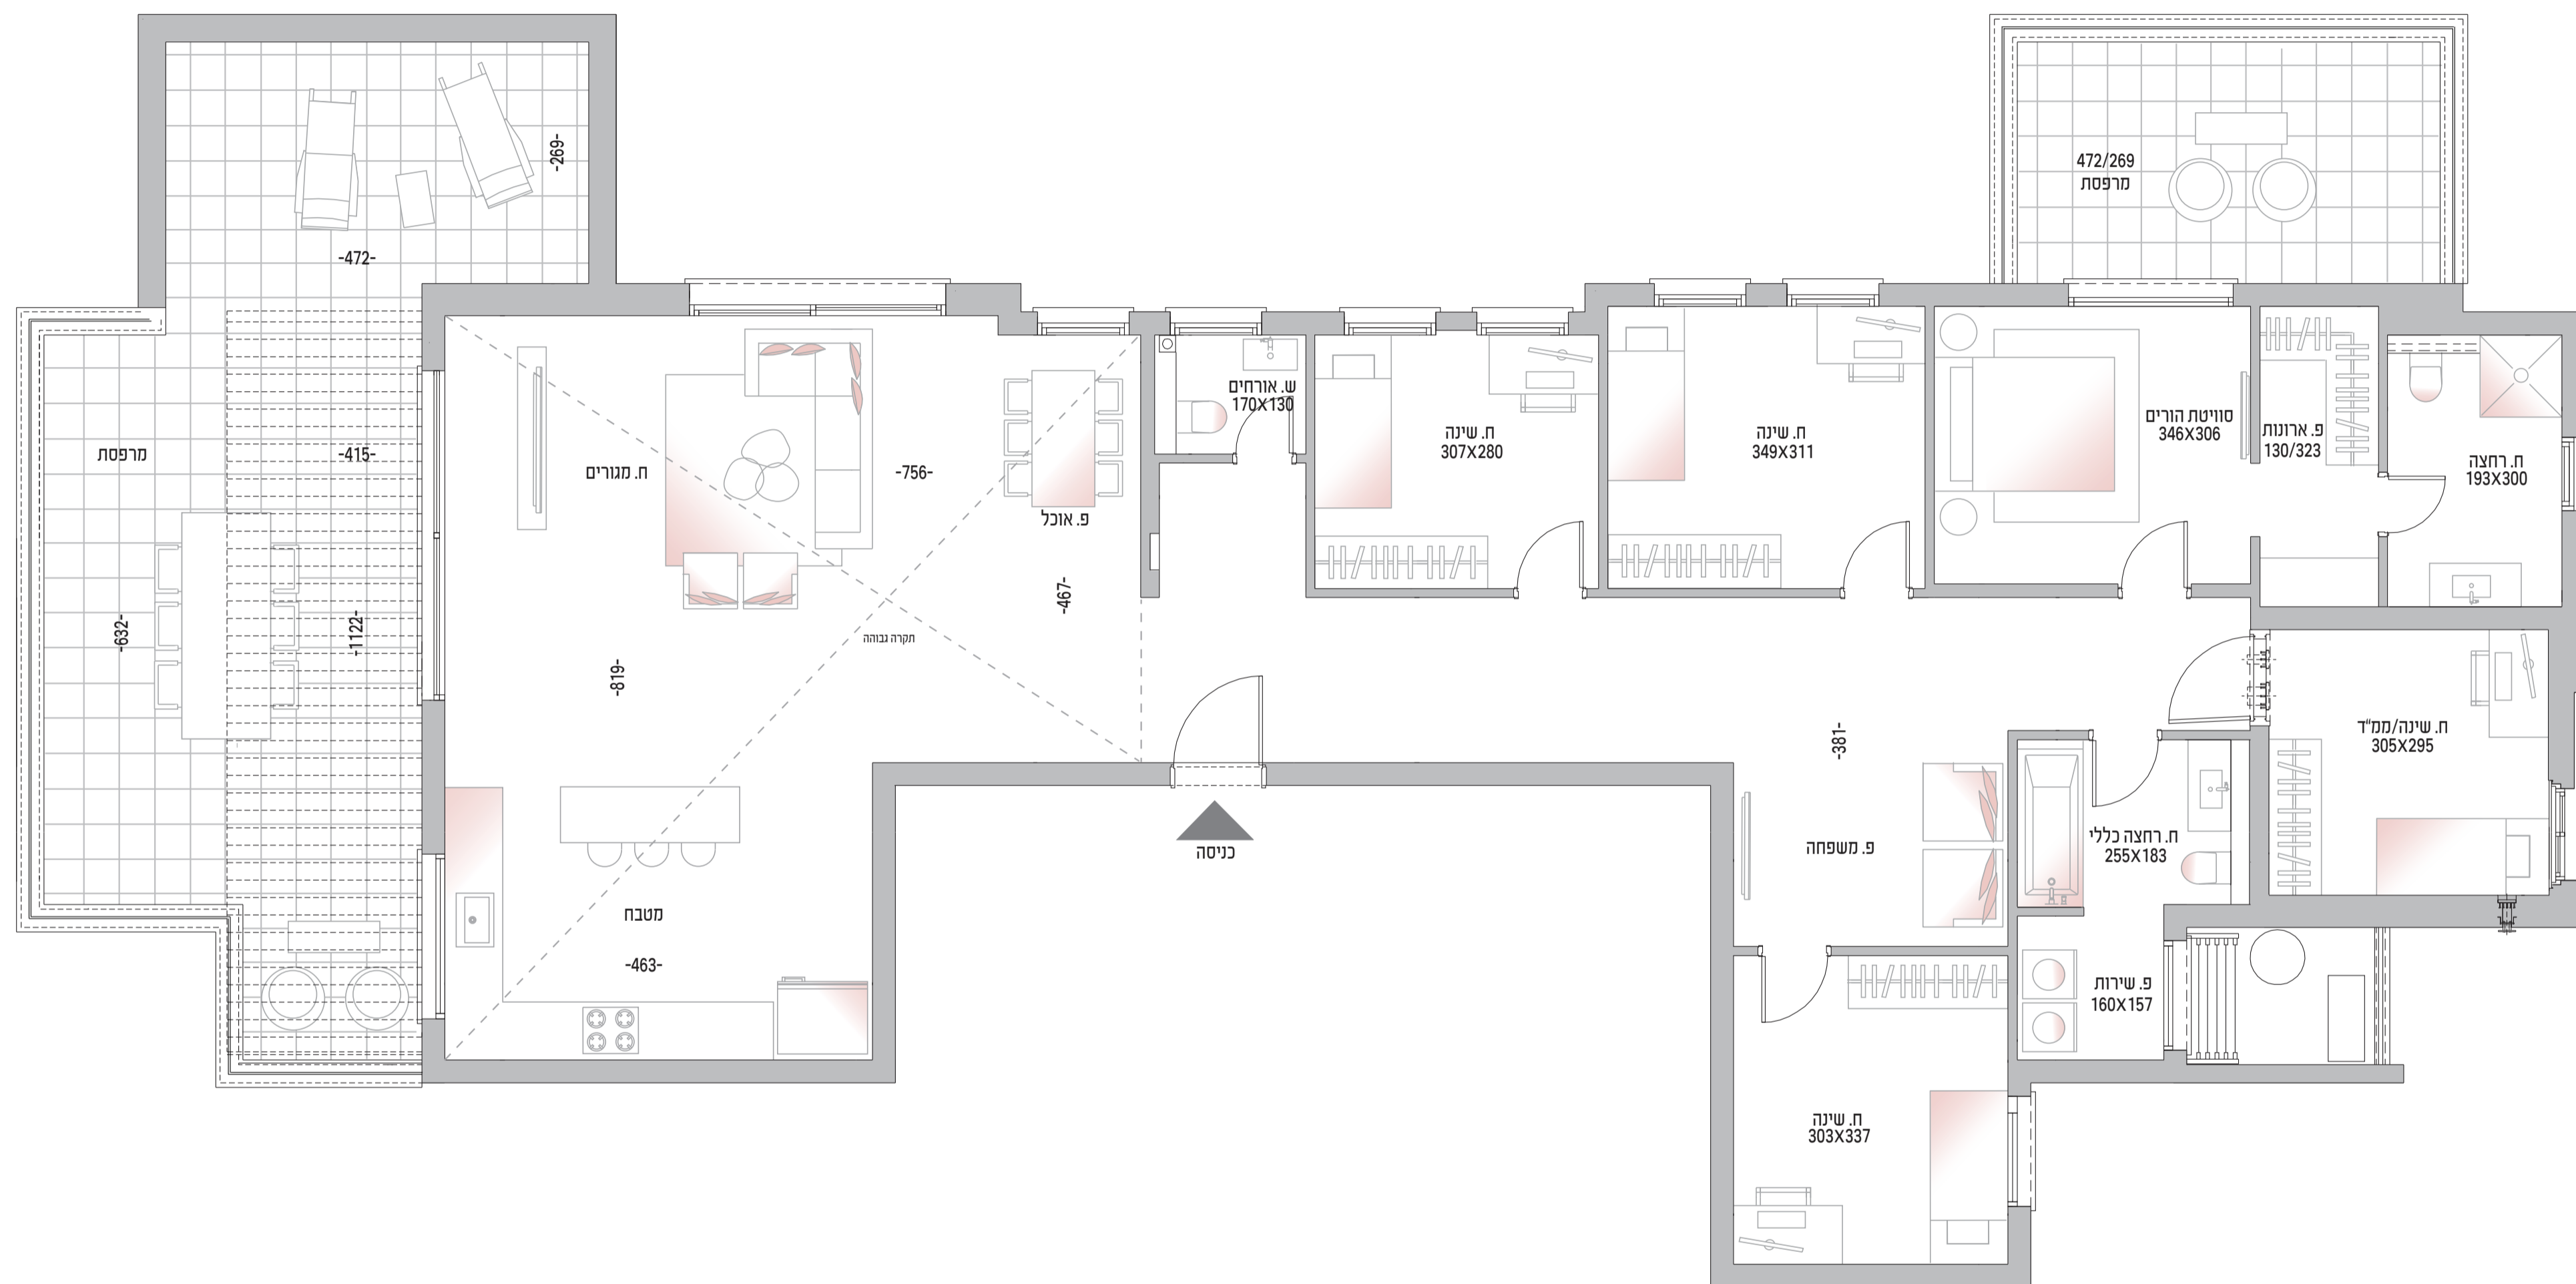 -269-
-472-
472/269
מרפסת
מרפסת
-415-
-632-
-1122-
ח. מגורים
-756-
פ. אוכל
-467-
תקרה גבוהה
-819-
מטבח
-463-
ש. אורחים
170X130
ח. שינה
307X280
ח. שינה
349X311
סוויטת הורים
346X306
פ. ארונות
130/323
ח. רחצה
193X300
כניסה
-381-
פ. משפחה
ח. רחצה כללי
255X183
ח. שינה/ממ"ד
305X295
פ. שירות
160X157
ח. שינה
303X337